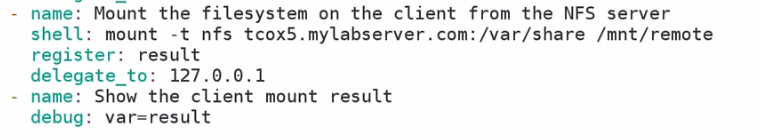 - name: Mount the filesystem on the client from the NFS server
  shell: mount -t nfs tcox5.mylabserver.com:/var/share /mnt/remote
  register: result
  delegate_to: 127.0.0.1
- name: Show the client mount result
  debug: var=result